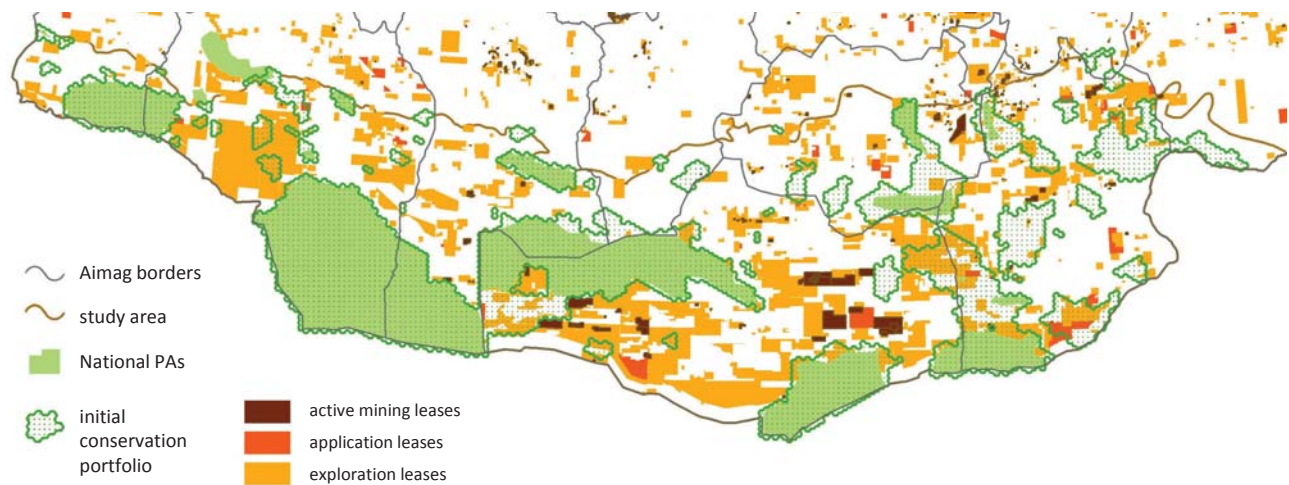 Aimag borders
study area
National PAs
initial
conservation
portfolio
active mining leases
application leases
exploration leases